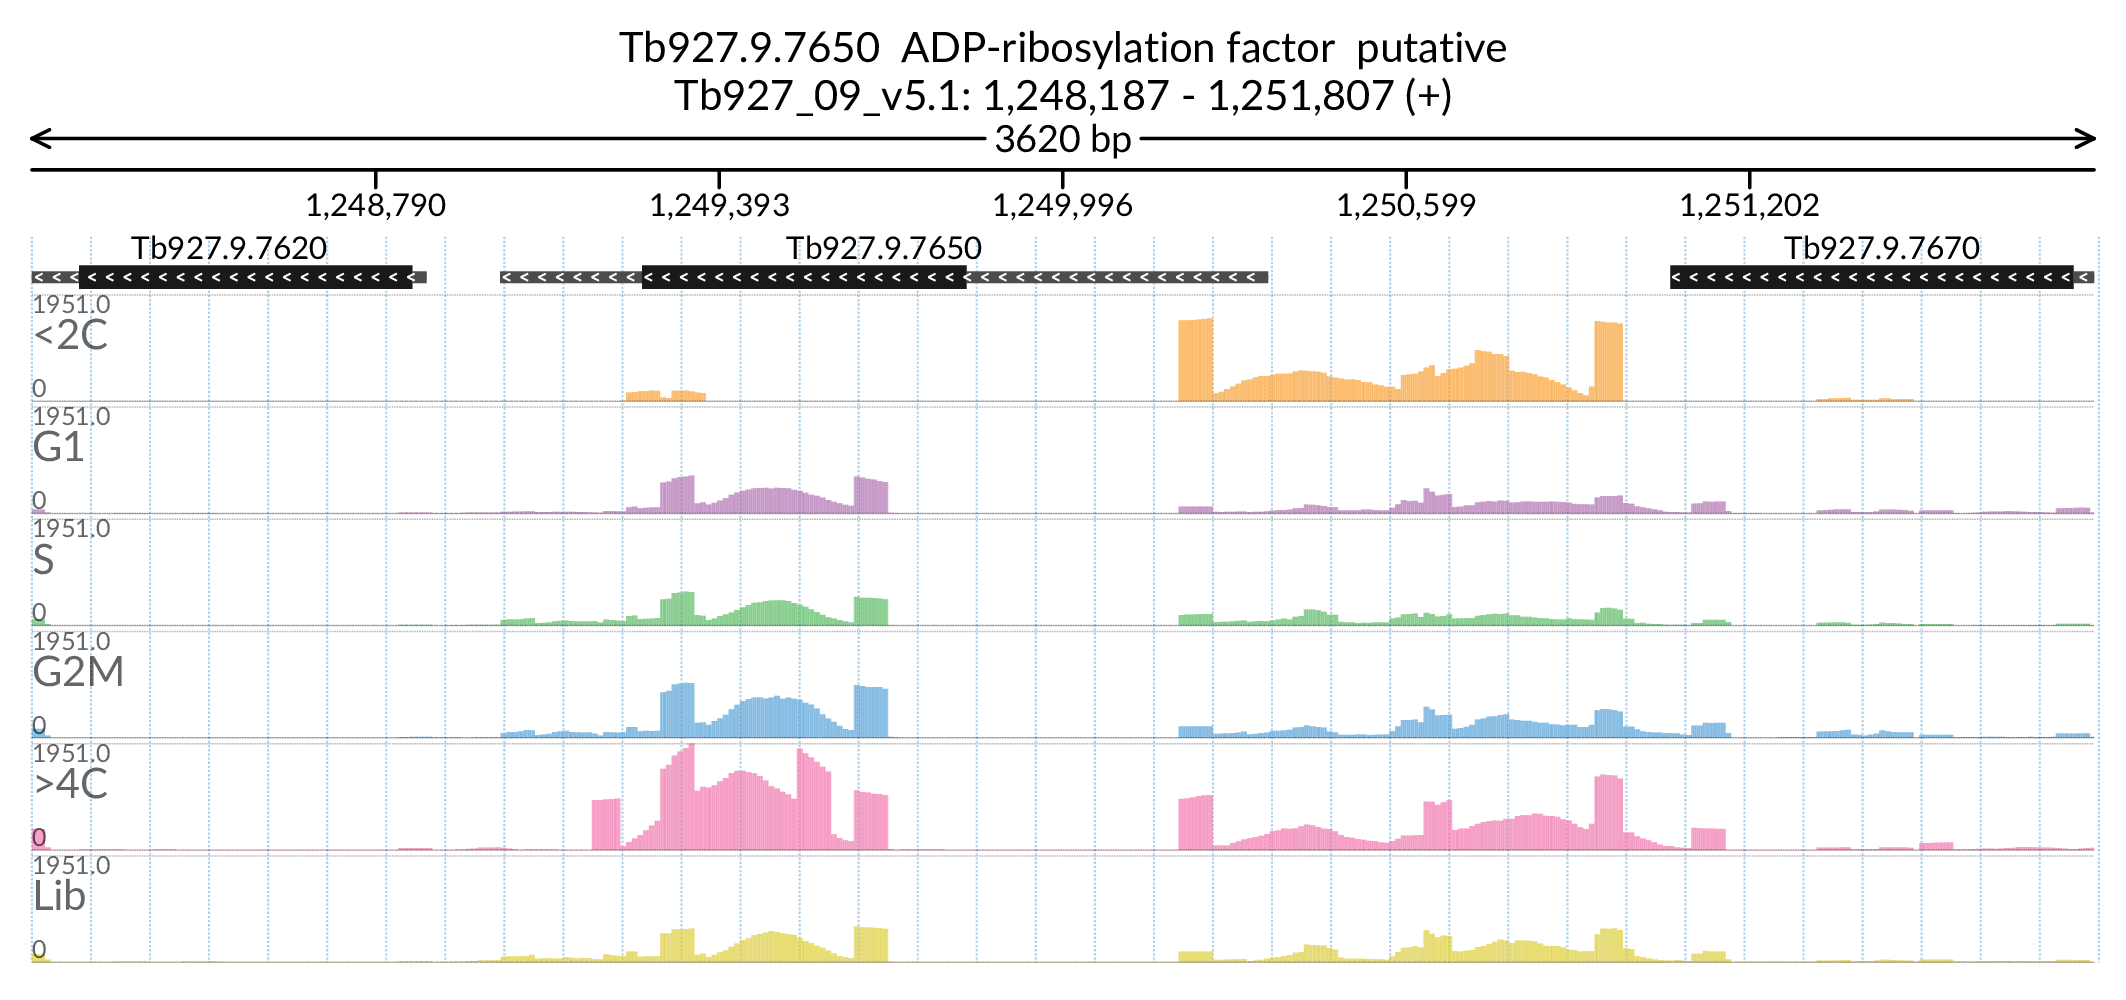 Tb927.9.7650  ADP-ribosylation factor  putative
Tb927_09_v5.1: 1,248,187 - 1,251,807 (+)
3620 bp
1,248,790 1,249,393 1,249,996 1,250,599 1,251,202
Tb927.9.7620 Tb927.9.7650 Tb927.9.7670
1951.0
<2C
0
1951.0
G1
0
1951.0
S
0
1951.0
G2M
0
1951.0
>4C
0
1951.0
Lib
0